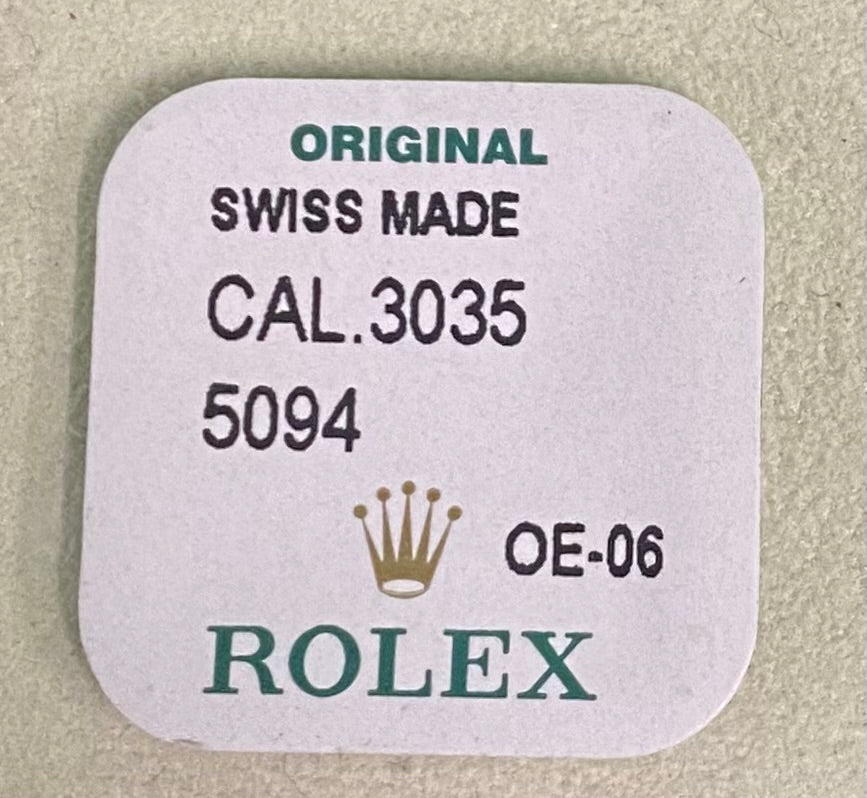 ORIGINAL
SWISS MADE
CAL.3035
5094
OE-06
ROLEX